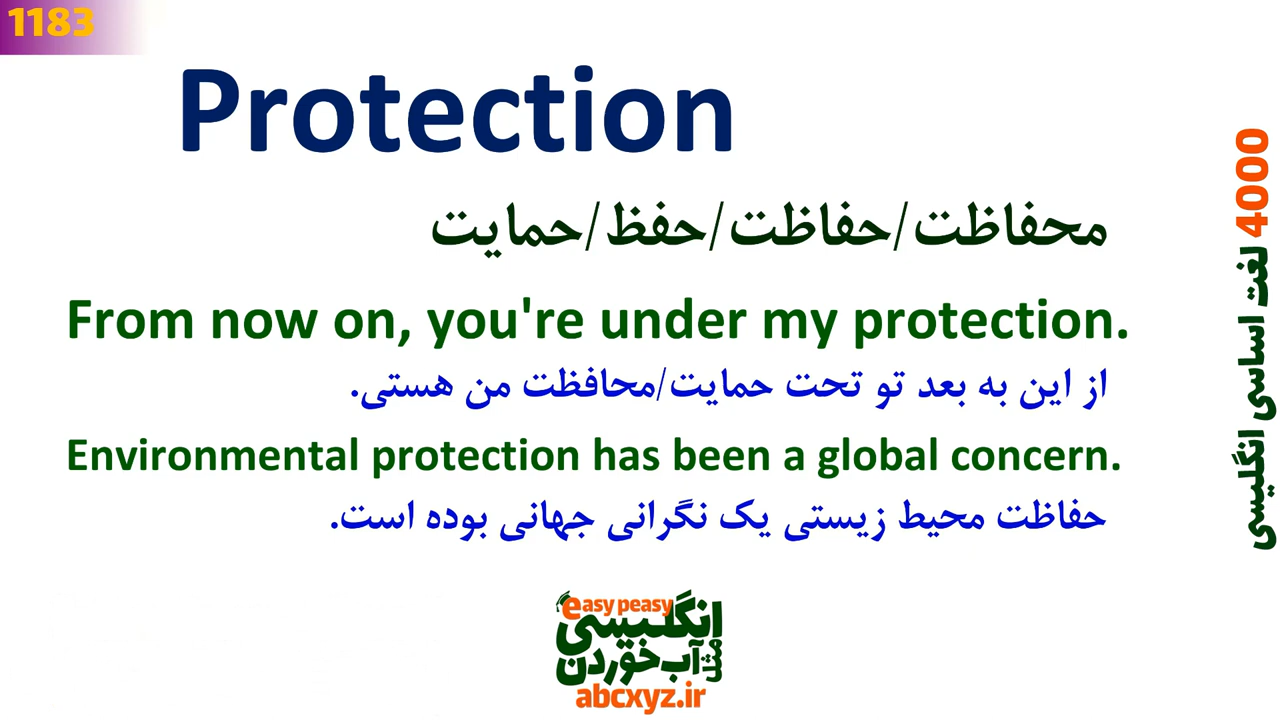 1183
Protection
محفاظت/حفاظت/حفظ/حمایت
From now on, you're under my protection.
از این به بعد تو تحت حمایت/محافظت من هستی.
Environmental protection has been a global concern.
حفاظت محیط زیستی یک نگرانی جهانی بوده است.
4000 لغت اساسی انگلیسی
easy peasy
انگلیسی
مثل آب خوردن
abcxyz.ir